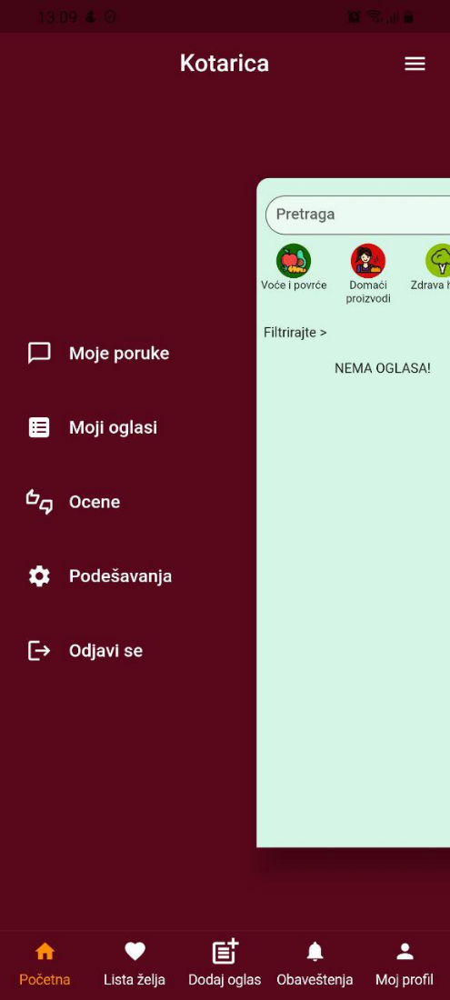 13.09
Kotarica
Pretraga
Voće i povrće
Domaći
proizvodi
Zdrava h
Filtrirajte >
NEMA OGLASA!
Moje poruke
Moji oglasi
Ocene
Podešavanja
Odjavi se
Početna
Lista želja
Dodaj oglas
Obaveštenja
Moj profil